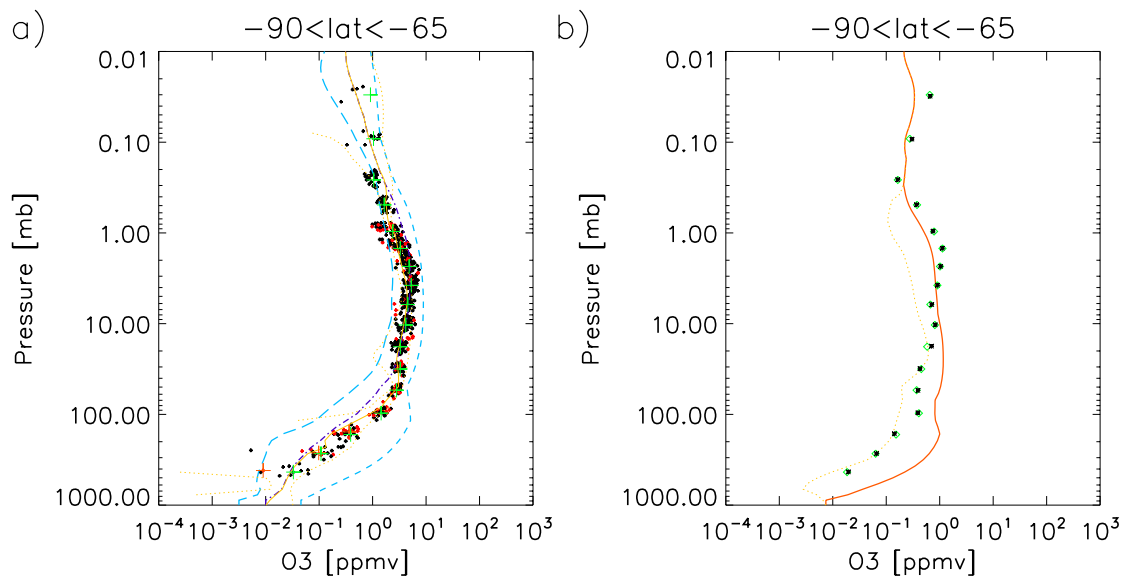 a)
−90<lat<−65
0.01
0.10
1.00
10.00
100.00
1000.00
Pressure [mb]
10⁻⁴ 10⁻³ 10⁻² 10⁻¹ 10⁰ 10¹ 10² 10³
O3 [ppmv]
b)
−90<lat<−65
0.01
0.10
1.00
10.00
100.00
1000.00
Pressure [mb]
10⁻⁴ 10⁻³ 10⁻² 10⁻¹ 10⁰ 10¹ 10² 10³
O3 [ppmv]